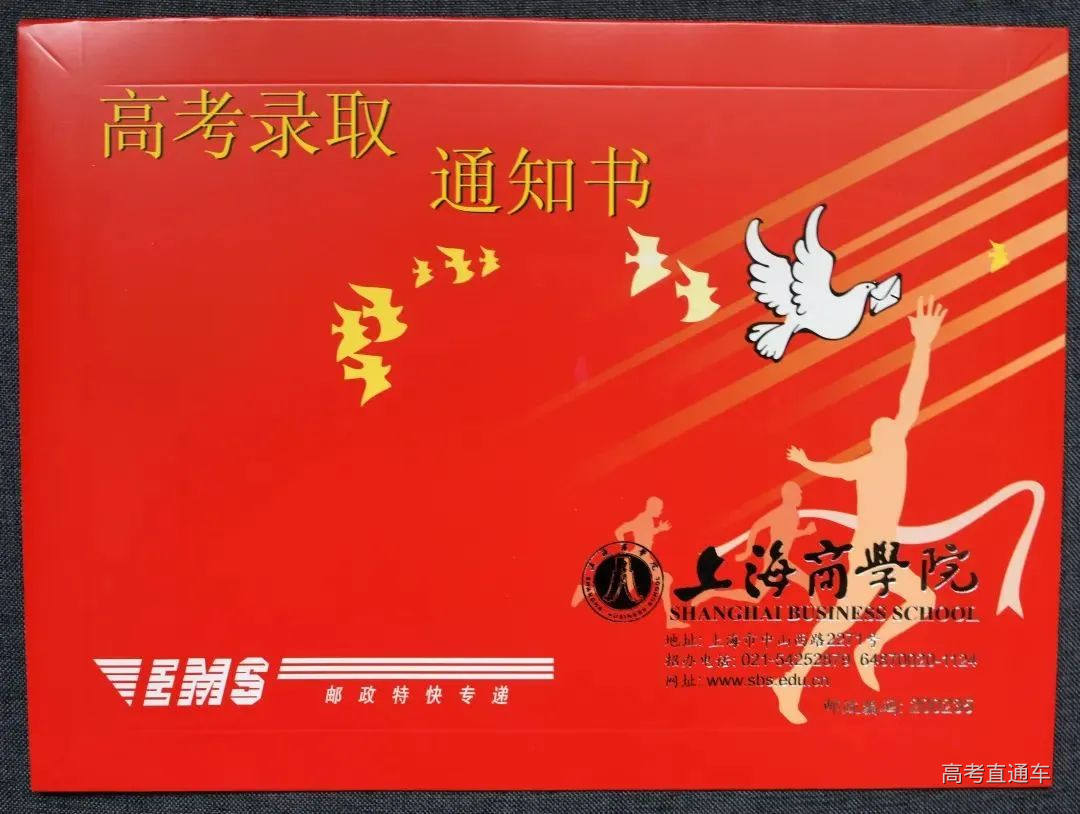 高考录取
通知书
上海商學院
SHANGHAI BUSINESS SCHOOL
地址: 上海市中山西路2271号
招办电话: 021-54252879 64870020-1124
网址: www.sbs.edu.cn
邮政编码: 200235
EMS
邮政特快专递
高考直通车